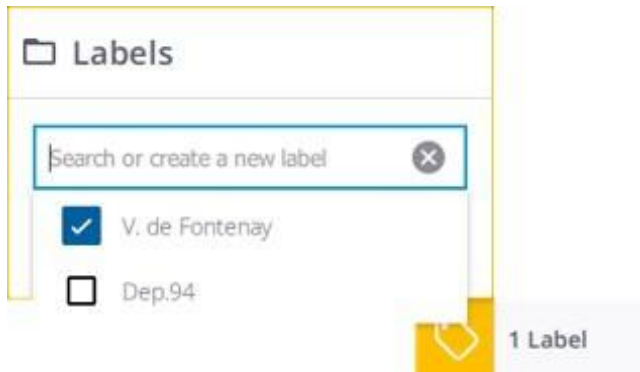 Labels
Search or create a new label
V. de Fontenay
Dep.94
1 Label